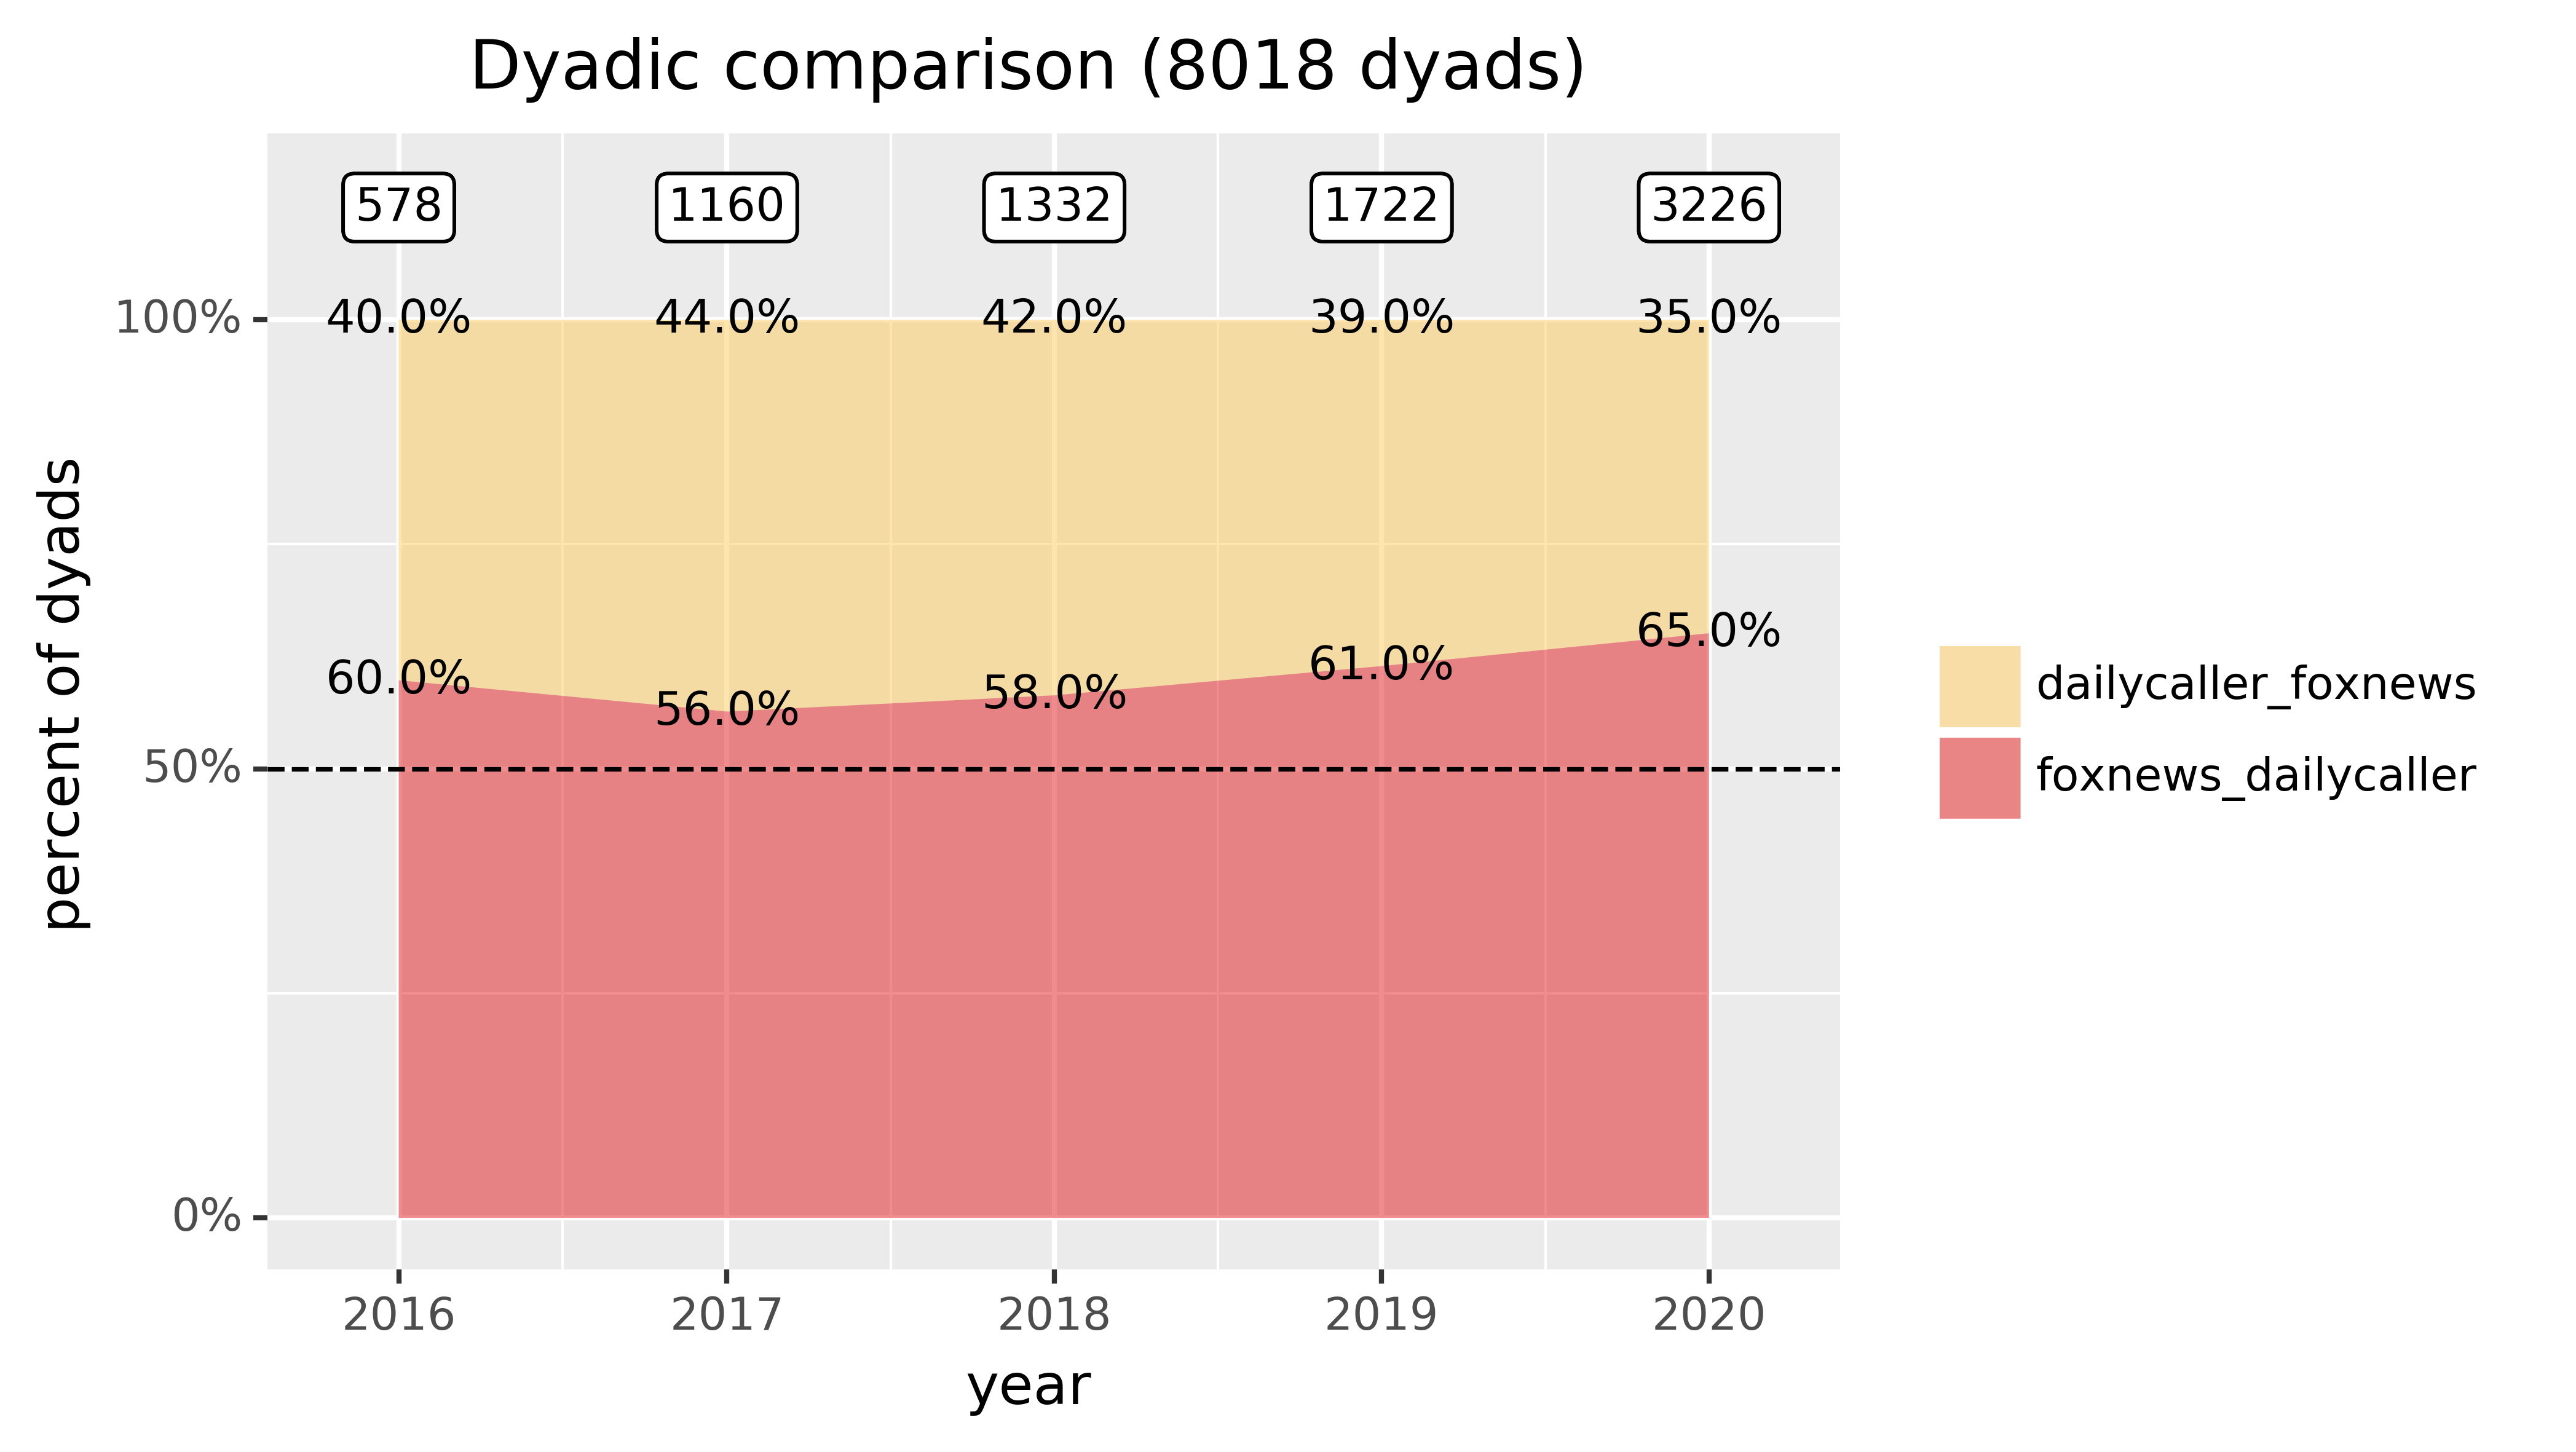 Dyadic comparison (8018 dyads)
578 1160 1332 1722 3226
100%
40.0% 44.0% 42.0% 39.0% 35.0%
60.0% 56.0% 58.0% 61.0% 65.0%
50%
0%
2016 2017 2018 2019 2020
year
percent of dyads
dailycaller_foxnews
foxnews_dailycaller